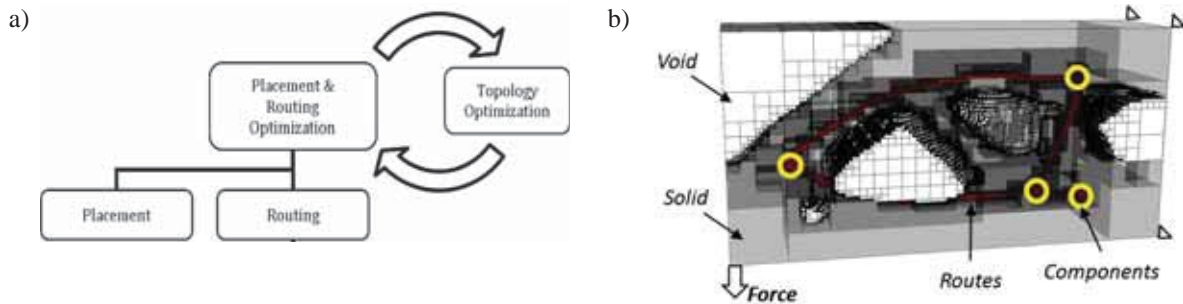 a)
Placement &
Routing
Optimization
Topology
Optimization
Placement
Routing
b)
Void
Solid
Force
Routes
Components